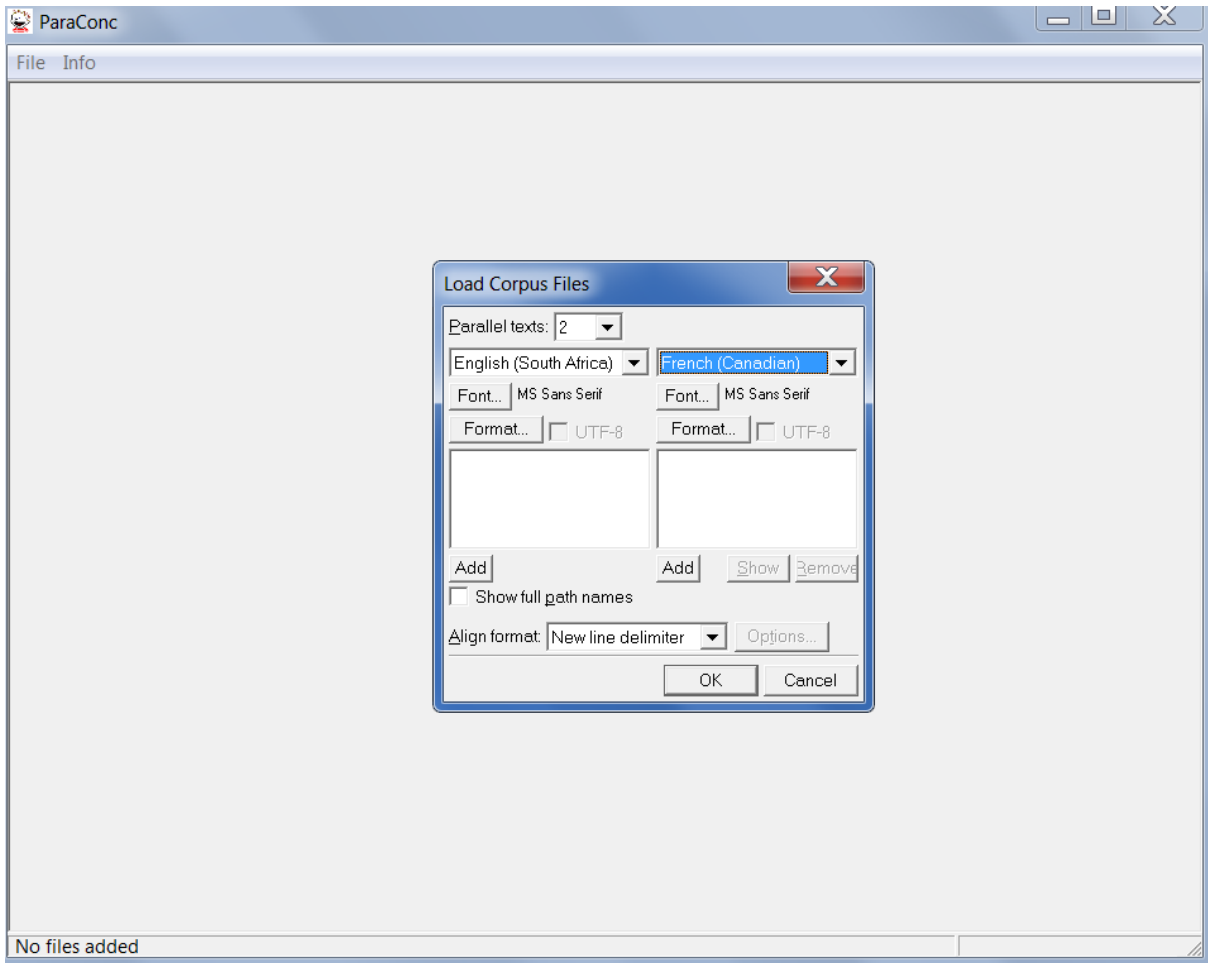 ParaConc
File Info
Load Corpus Files
Parallel texts: 2
English (South Africa) French (Canadian)
Font... MS Sans Serif Font... MS Sans Serif
Format... UTF-8 Format... UTF-8
Add Add Show Remove
Show full path names
Align format: New line delimiter Options...
OK Cancel
No files added